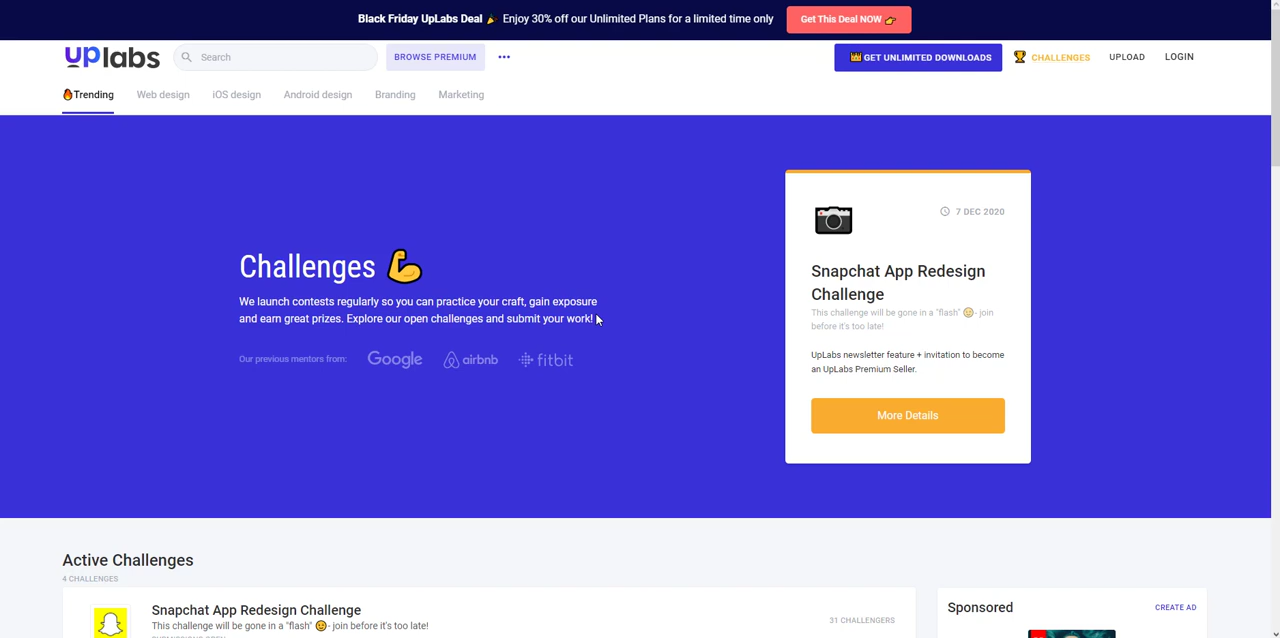 Black Friday UpLabs Deal 🎉 Enjoy 30% off our Unlimited Plans for a limited time only
Get This Deal NOW 👉
uplabs
Search
BROWSE PREMIUM
GET UNLIMITED DOWNLOADS
CHALLENGES
UPLOAD
LOGIN
Trending
Web design
iOS design
Android design
Branding
Marketing
Challenges 💪
We launch contests regularly so you can practice your craft, gain exposure
and earn great prizes. Explore our open challenges and submit your work!
Our previous mentors from:
Google
airbnb
fitbit
7 DEC 2020
Snapchat App Redesign
Challenge
This challenge will be gone in a "flash" 😉- join
before it's too late!
UpLabs newsletter feature + invitation to become
an UpLabs Premium Seller.
More Details
Active Challenges
4 CHALLENGES
Snapchat App Redesign Challenge
This challenge will be gone in a "flash" 😉- join before it's too late!
SUBMISSIONS OPEN
31 CHALLENGERS
Sponsored
CREATE AD